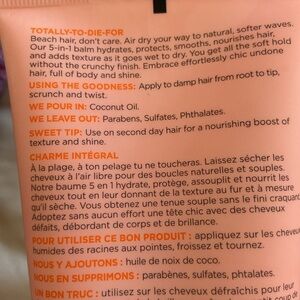 TOTALLY-TO-DIE-FOR
Beach hair, don't care. Air dry your way to natural, softer waves.
Our 5-in-1 balm hydrates, protects, smooths, nourishes hair,
and adds texture as it goes wet to dry. You get all the soft hold
without the crunchy finish. Embrace effortlessly chic undone
hair, full of body and shine.
USING THE GOODNESS: Apply to damp hair from root to tip,
scrunch and twist.
WE POUR IN: Coconut Oil.
WE LEAVE OUT: Parabens, Sulfates, Phthalates.
SWEET TIP: Use on second day hair for a nourishing boost of
texture and shine.
CHARME INTÉGRAL
À la plage, à ton pelage tu ne toucheras. Laissez sécher les
cheveux à l'air libre pour des boucles naturelles et souples.
Notre baume 5 en 1 hydrate, protège, assouplit et nourrit les
cheveux tout en leur donnant de la texture au fur et à mesure
qu'il sèche. Vous obtenez une tenue souple sans le fini craquant
Adoptez sans aucun effort une tête chic avec des cheveux
défaits, débordant de corps et de brillance.
POUR UTILISER CE BON PRODUIT : appliquez sur les cheveux
humides des racines aux pointes, froissez et tournez.
NOUS Y AJOUTONS : huile de noix de coco.
NOUS EN SUPPRIMONS : parabènes, sulfates, phtalates.
UN BON TRUC : utilisez sur les cheveux défraîchis pour leur